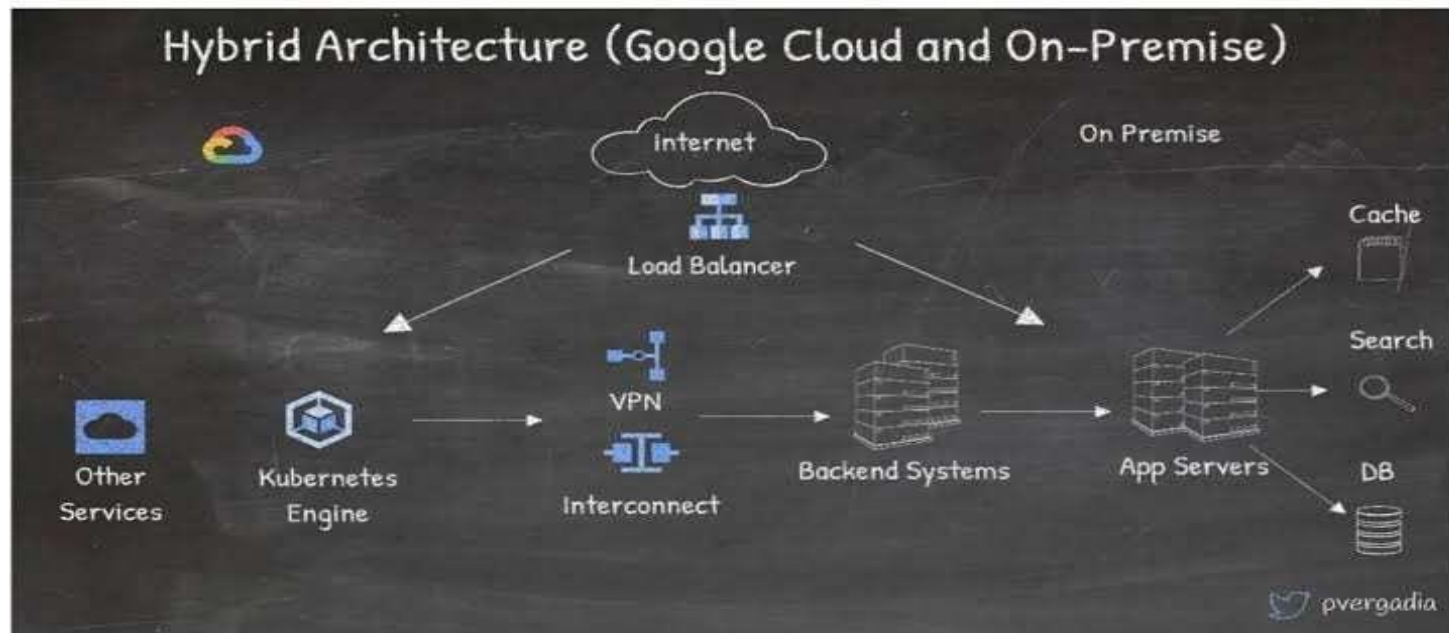 Hybrid Architecture (Google Cloud and On-Premise)
internet
On Premise
Load Balancer
Cache
Search
VPN
Other
Services
Kubernetes
Engine
Interconnect
Backend Systems
App Servers
DB
pvergadia